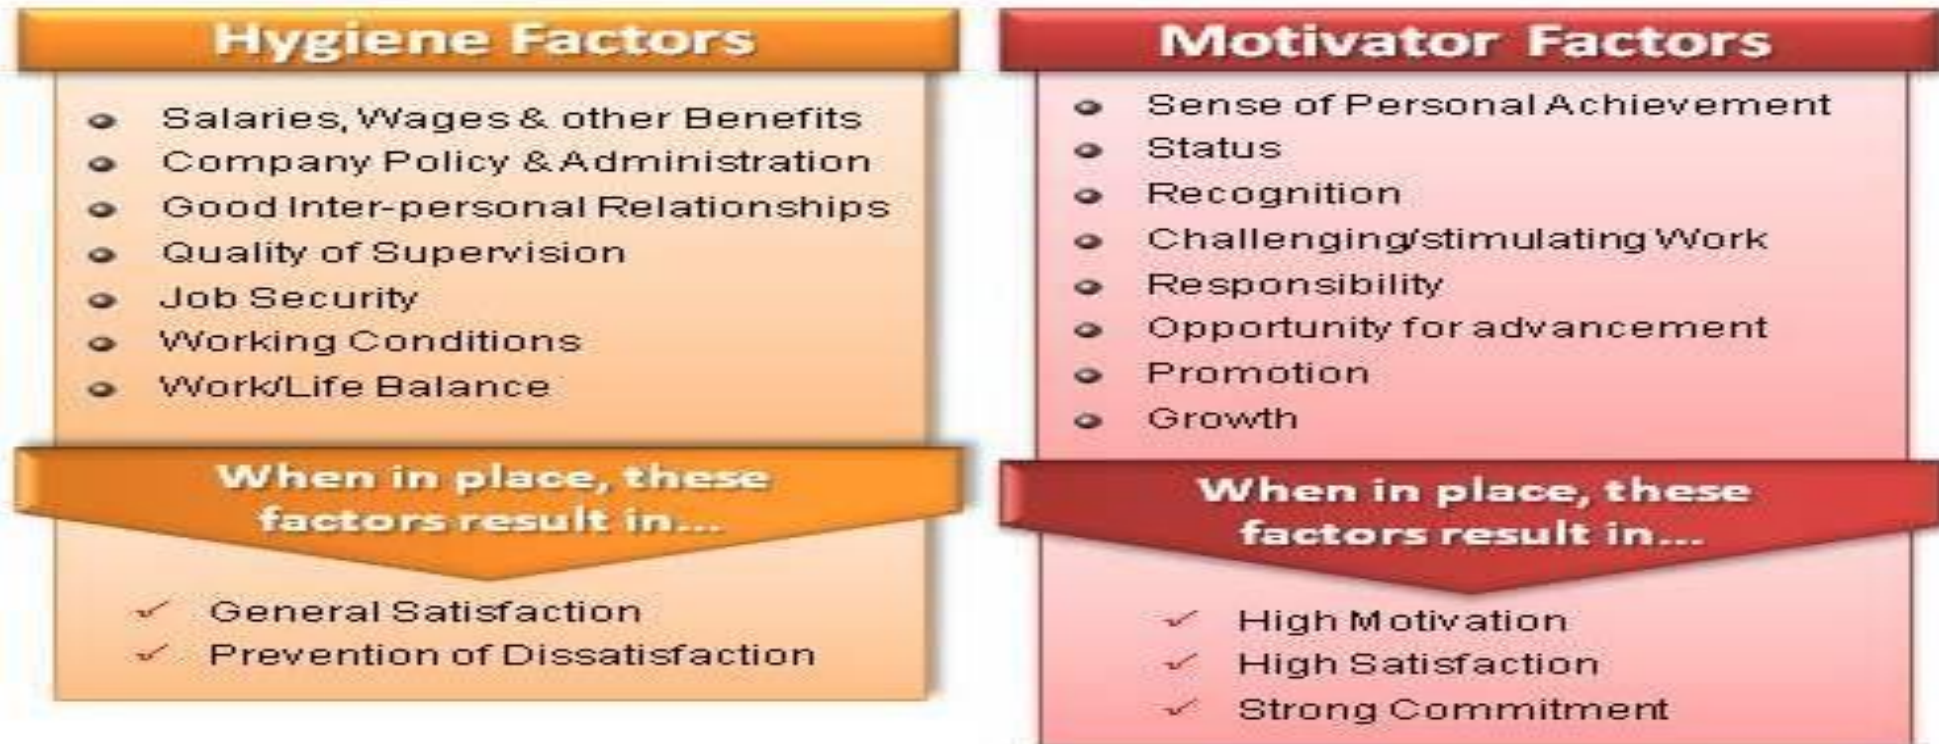 Hygiene Factors
Salaries, Wages & other Benefits
Company Policy & Administration
Good Inter-personal Relationships
Quality of Supervision
Job Security
Working Conditions
Work/Life Balance
When in place, these
factors result in...
General Satisfaction
Prevention of Dissatisfaction
Motivator Factors
Sense of Personal Achievement
Status
Recognition
Challenging/stimulating Work
Responsibility
Opportunity for advancement
Promotion
Growth
When in place, these
factors result in...
High Motivation
High Satisfaction
Strong Commitment